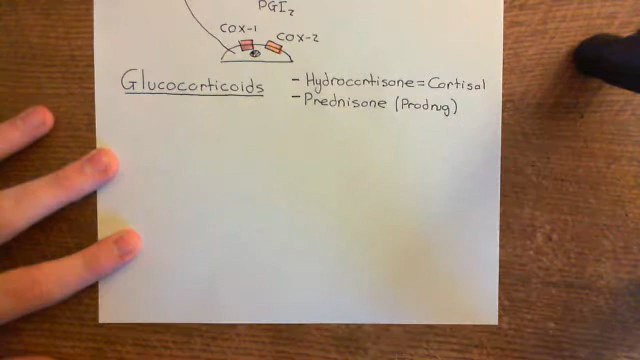 PGI₂
COX-1
COX-2
Glucocorticoids
- Hydrocortisone = Cortisol
- Prednisone (Prodrug)